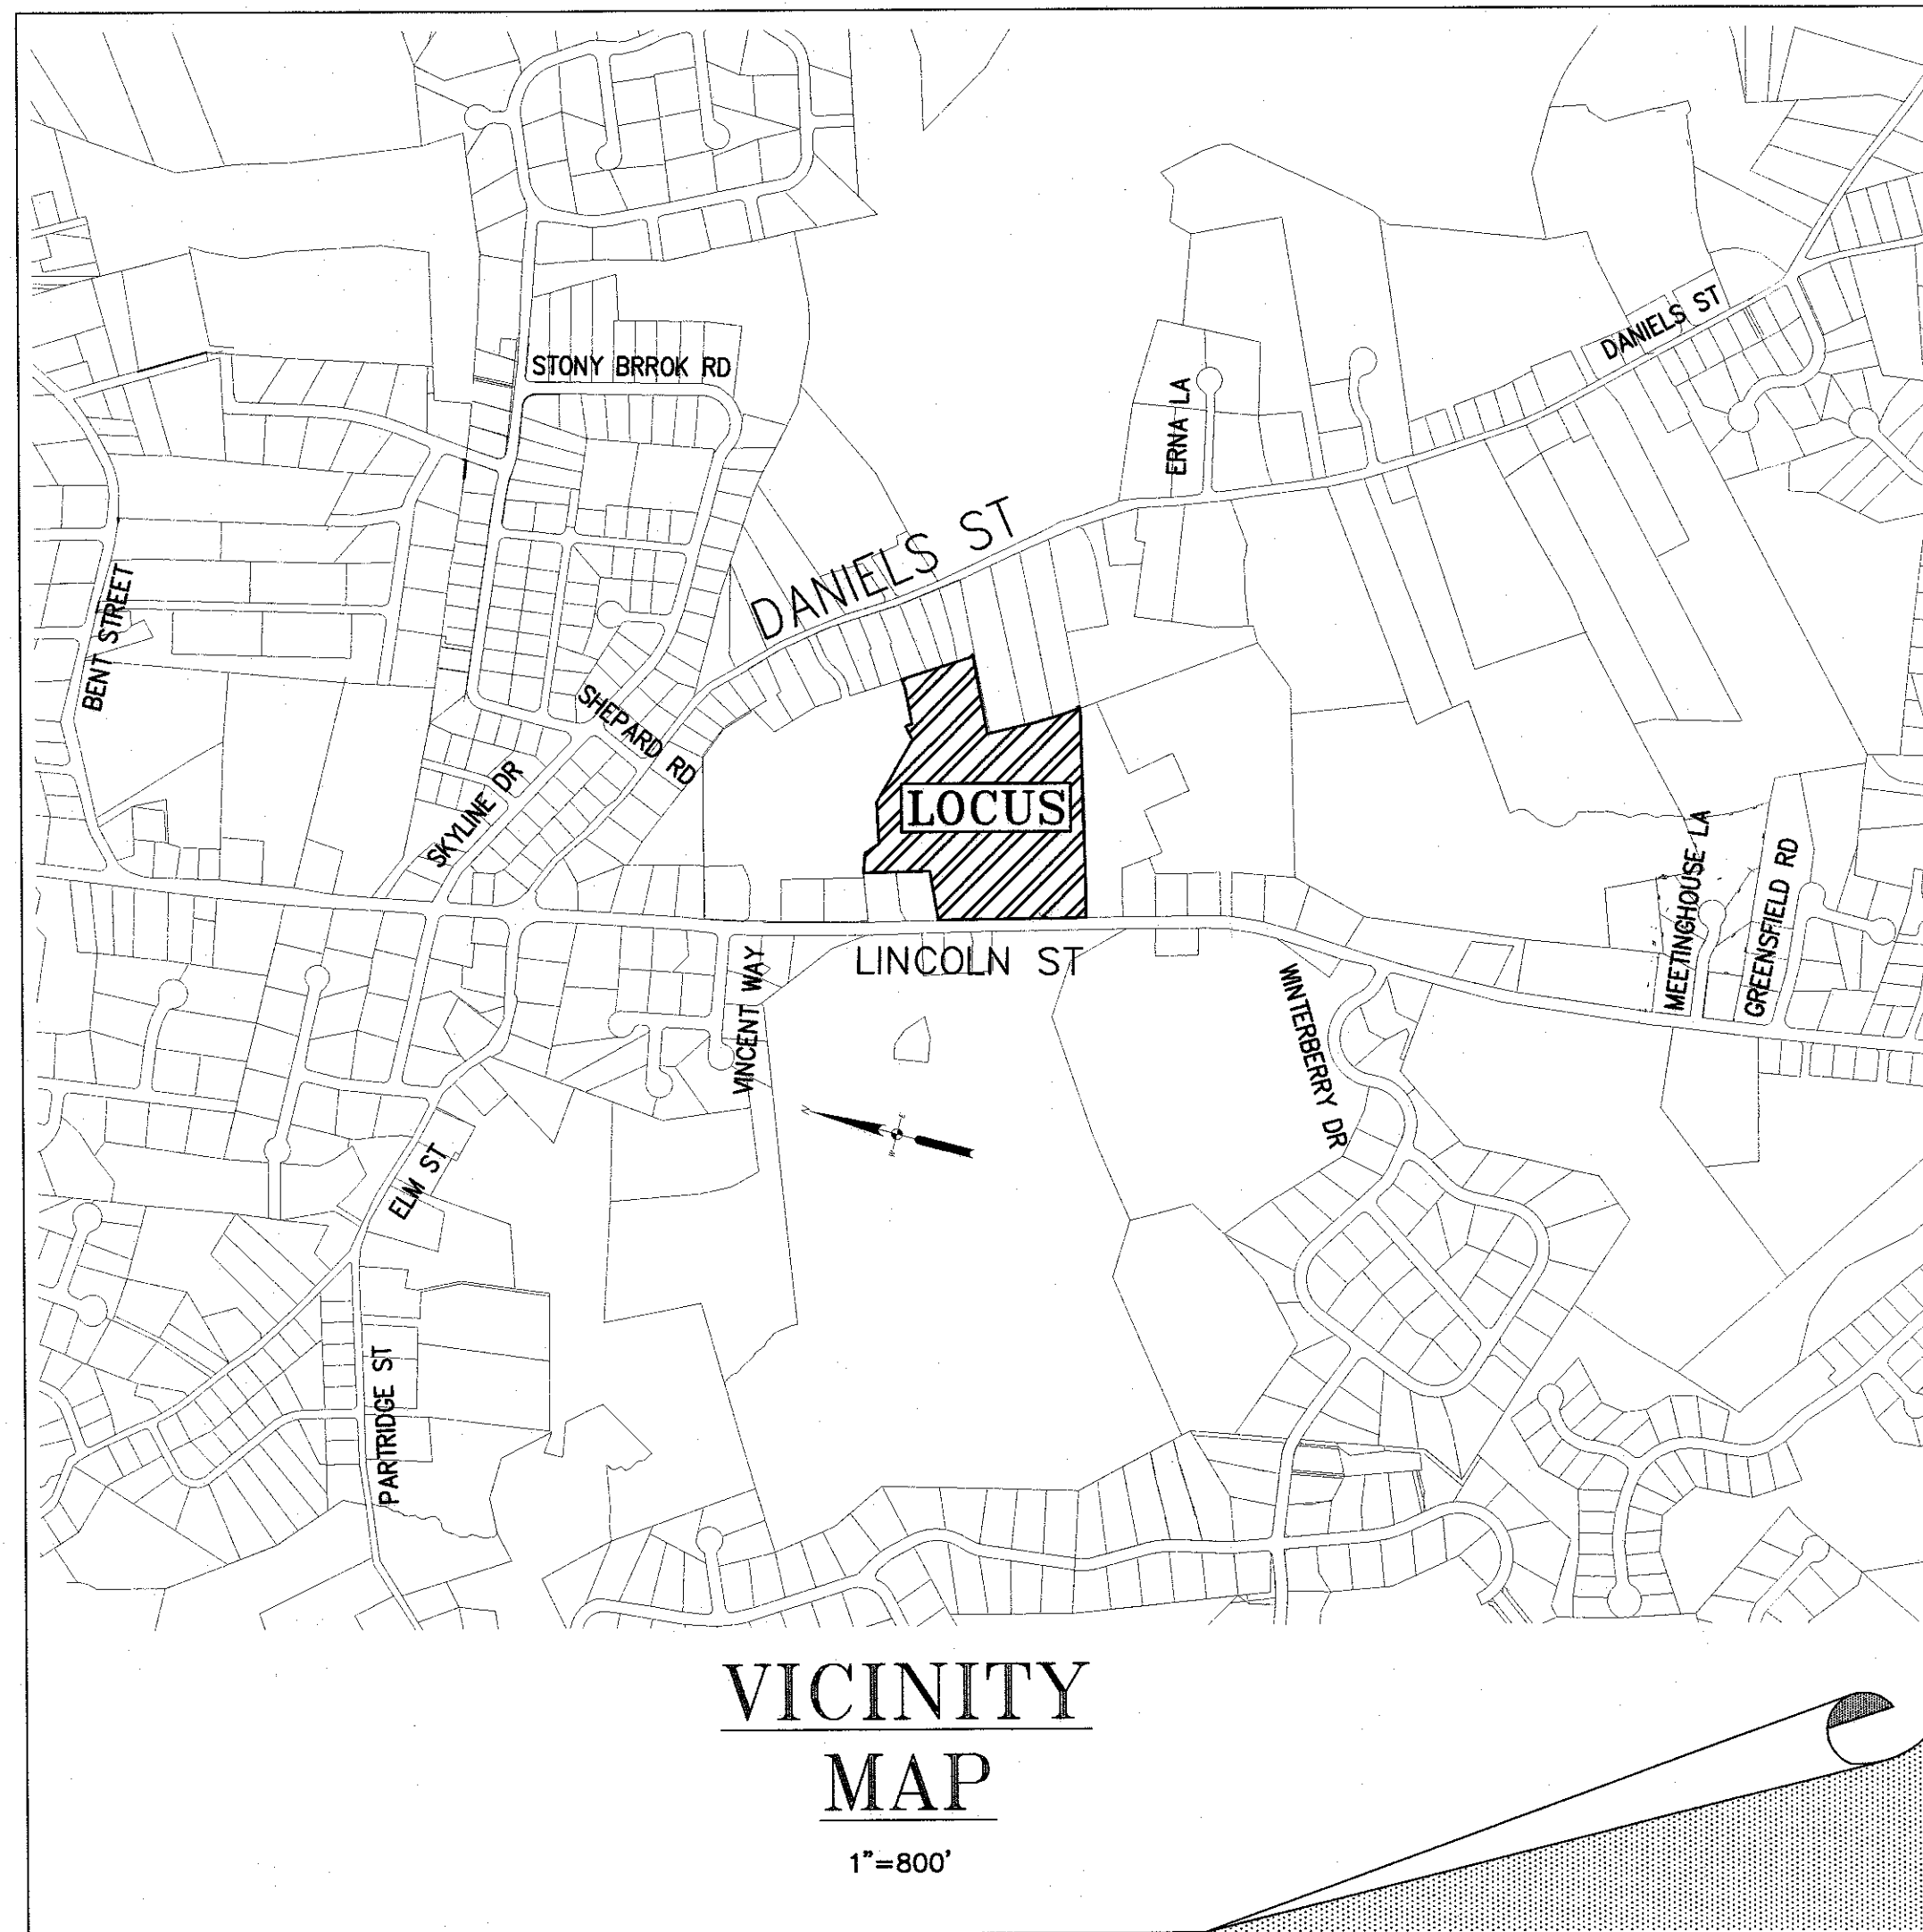 STONY BRROK RD
DANIELS ST
ERNA LA
DANIELS ST
BENT STREET
SHEPARD RD
SKYLINE DR
LOCUS
MEETINGHOUSE LA
GREENSFIELD RD
LINCOLN ST
VINCENT WAY
WINTERBERRY DR
ELM ST
PARTRIDGE ST
VICINITY
MAP
1"=800'